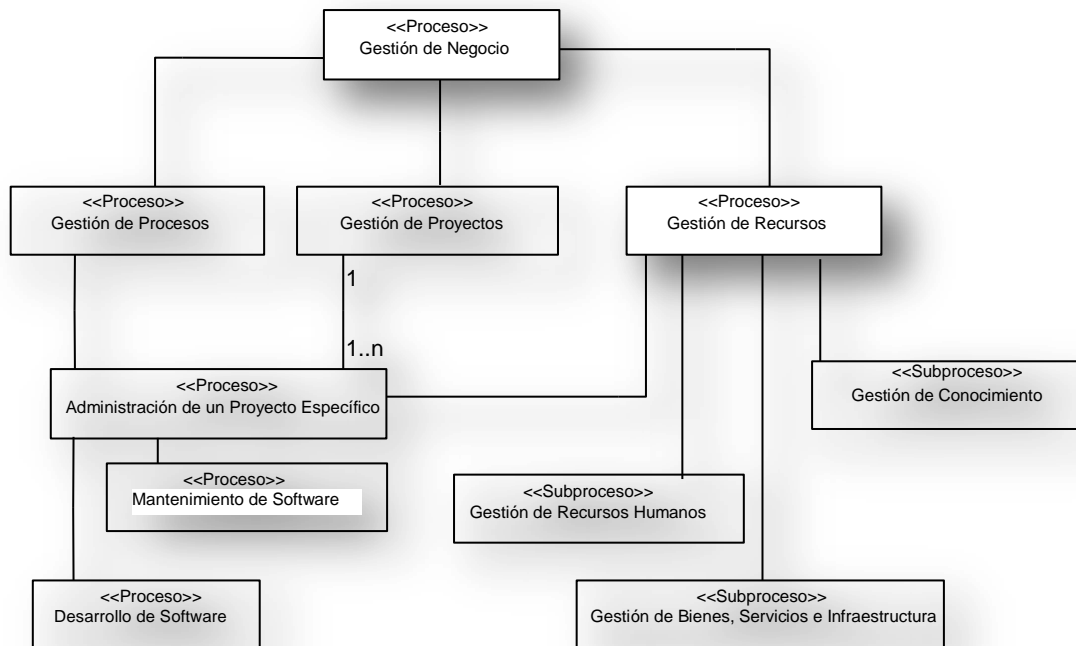 <<Proceso>>
Gestión de Negocio
<<Proceso>>
Gestión de Procesos
<<Proceso>>
Gestión de Proyectos
<<Proceso>>
Gestión de Recursos
1
1..n
<<Proceso>>
Administración de un Proyecto Específico
<<Subproceso>>
Gestión de Conocimiento
<<Proceso>>
Mantenimiento de Software
<<Subproceso>>
Gestión de Recursos Humanos
<<Proceso>>
Desarrollo de Software
<<Subproceso>>
Gestión de Bienes, Servicios e Infraestructura